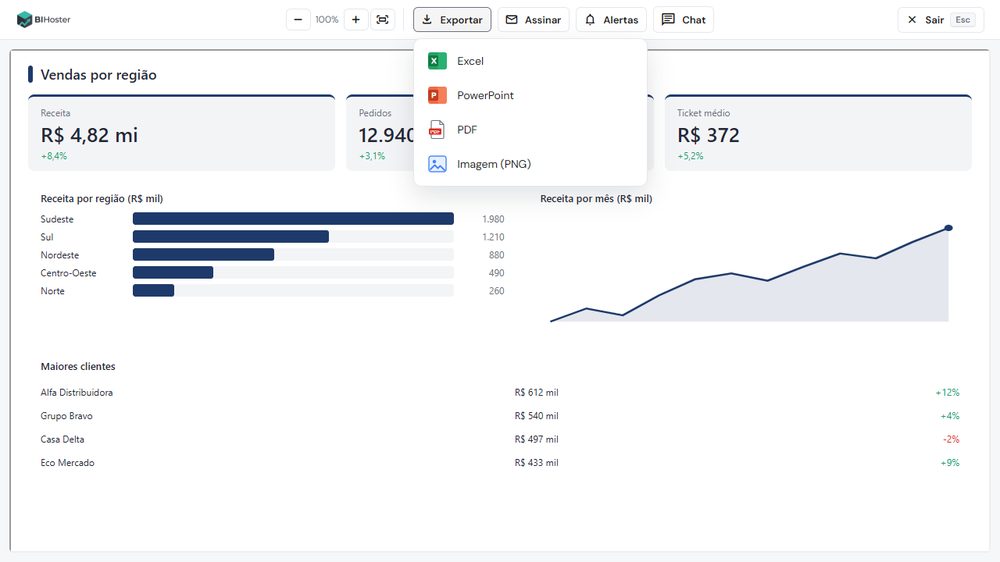 BIHoster
100%
Exportar
Assinar
Alertas
Chat
Sair
Esc
Excel
PowerPoint
PDF
Imagem (PNG)
Vendas por região
Receita
R$ 4,82 mi
+8,4%
Pedidos
12.940
+3,1%
Ticket médio
R$ 372
+5,2%
Receita por região (R$ mil)
Sudeste 1.980
Sul 1.210
Nordeste 880
Centro-Oeste 490
Norte 260
Receita por mês (R$ mil)
Maiores clientes
Alfa Distribuidora R$ 612 mil +12%
Grupo Bravo R$ 540 mil +4%
Casa Delta R$ 497 mil -2%
Eco Mercado R$ 433 mil +9%